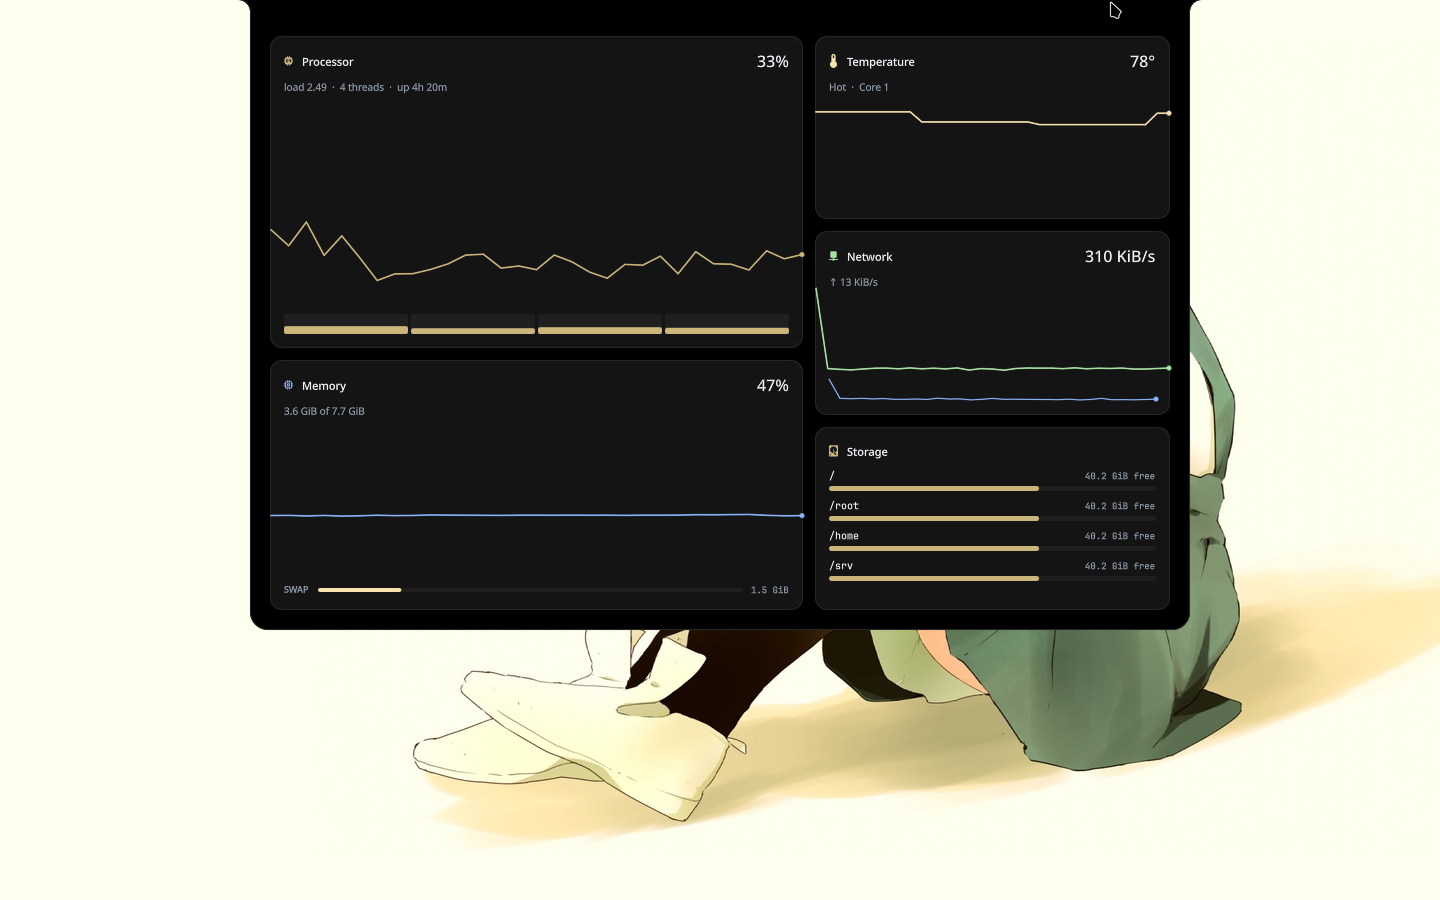 Processor
33%
load 2.49 · 4 threads · up 4h 20m
Temperature
78°
Hot · Core 1
Network
310 KiB/s
↑ 13 KiB/s
Memory
47%
3.6 GiB of 7.7 GiB
SWAP
1.5 GiB
Storage
/
40.2 GiB free
/root
40.2 GiB free
/home
40.2 GiB free
/srv
40.2 GiB free